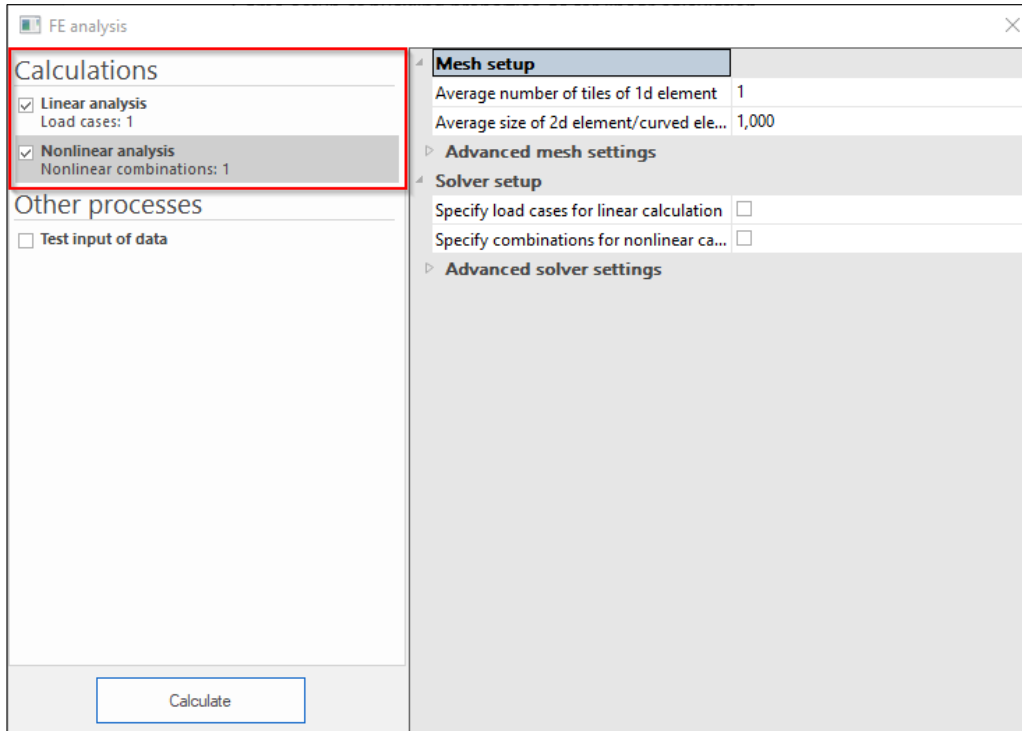 FE analysis
Calculations
Linear analysis
Load cases: 1
Nonlinear analysis
Nonlinear combinations: 1
Other processes
Test input of data
Calculate
Mesh setup
Average number of tiles of 1d element 1
Average size of 2d element/curved ele... 1,000
Advanced mesh settings
Solver setup
Specify load cases for linear calculation
Specify combinations for nonlinear ca...
Advanced solver settings